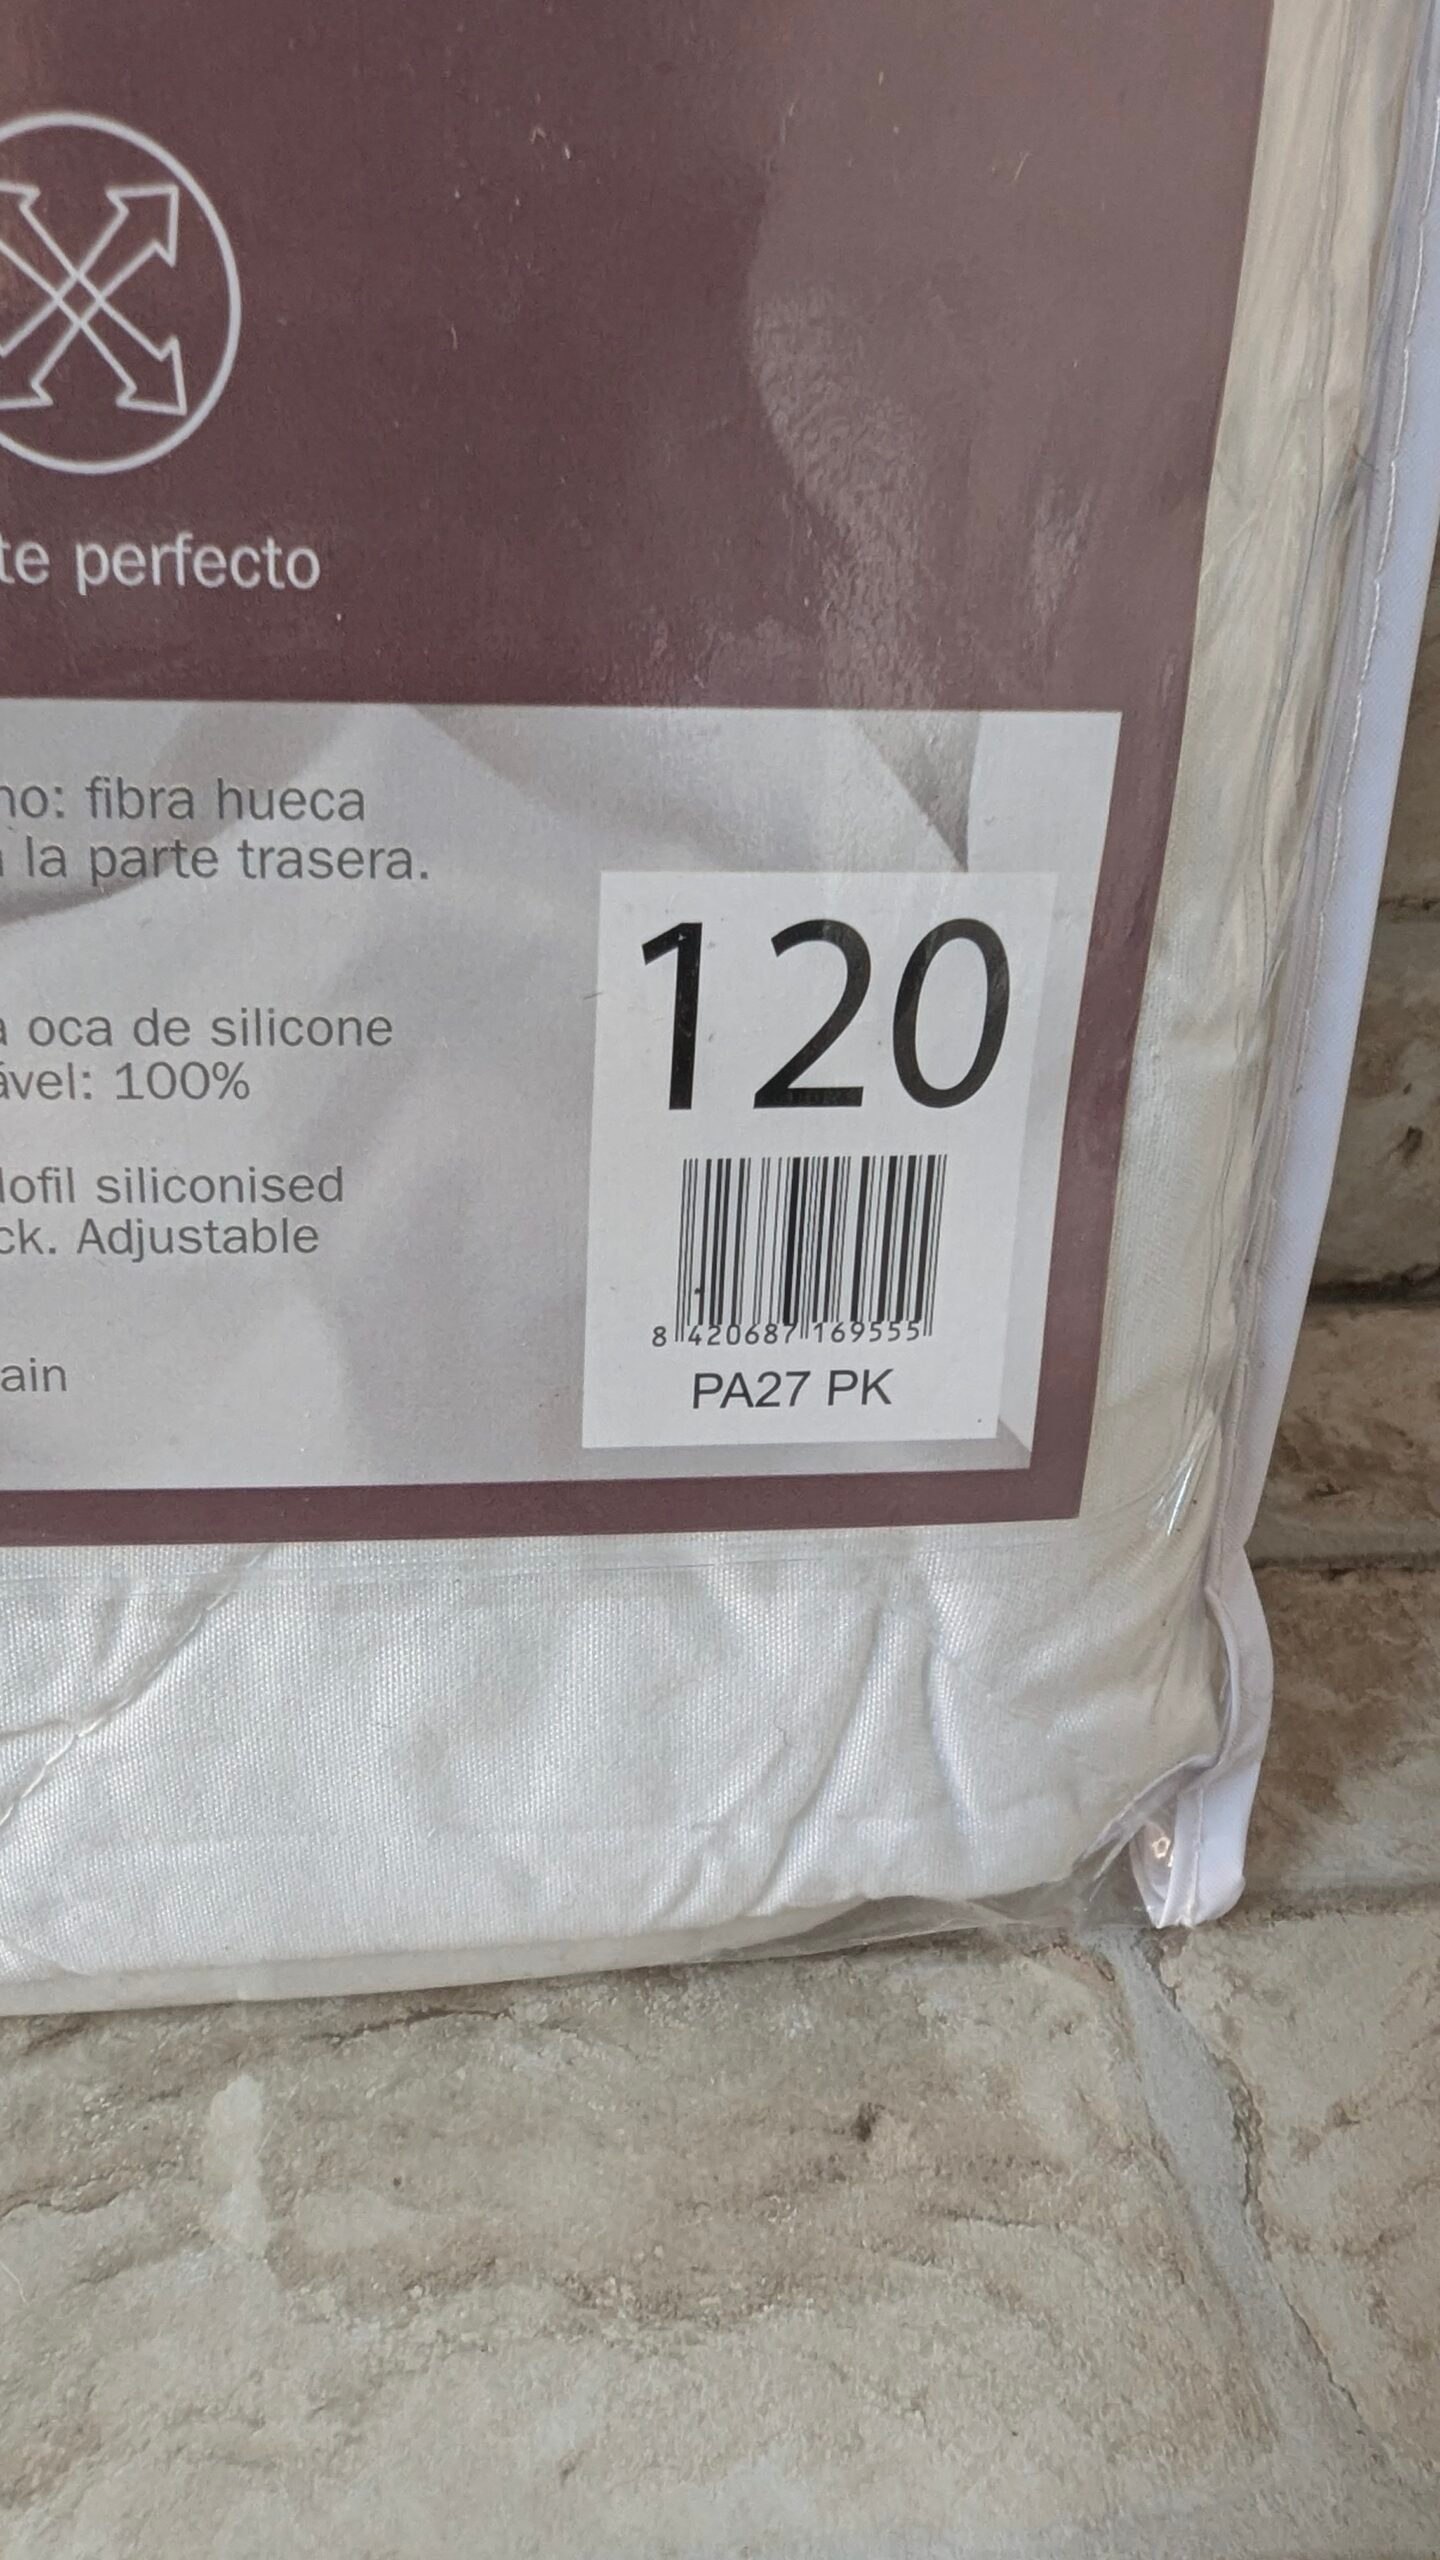 te perfecto
no: fibra hueca
la parte trasera.
a oca de silicone
ável: 100%
lofil siliconised
ck. Adjustable
ain
120
8 420687 169555
PA27 PK